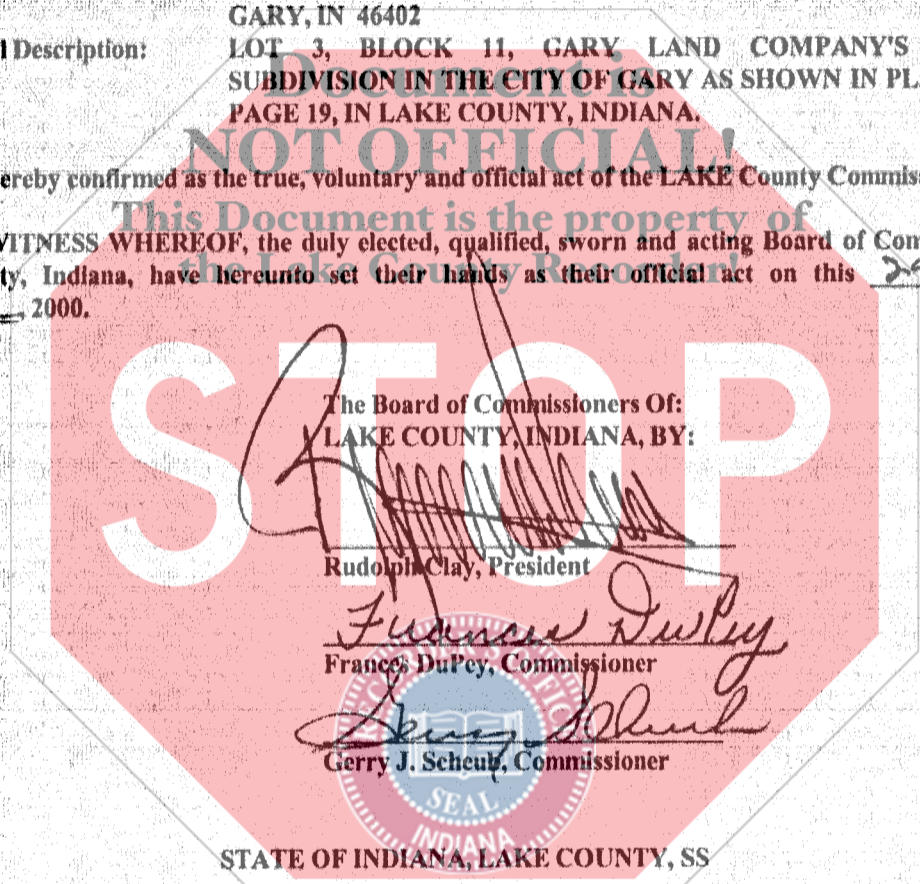 GARY, IN 46402
l Description: LOT 3, BLOCK 11, GARY LAND COMPANY'S
SUBDIVISION IN THE CITY OF GARY AS SHOWN IN PL
PAGE 19, IN LAKE COUNTY, INDIANA.
Document is
NOT OFFICIAL!
ereby confirmed as the true, voluntary and official act of the LAKE County Commis
This Document is the property of
VITNESS WHEREOF, the duly elected, qualified, sworn and acting Board of Com
the Lake County Recorder!
ty, Indiana, have hereunto set their hands as their official act on this
, 2000.
STOP
The Board of Commissioners Of:
LAKE COUNTY, INDIANA, BY:
Rudolph Clay, President
Frances DuPey
Frances DuPey, Commissioner
Gerry Scheub
Gerry J. Scheub, Commissioner
SEAL
INDIANA
STATE OF INDIANA, LAKE COUNTY, SS